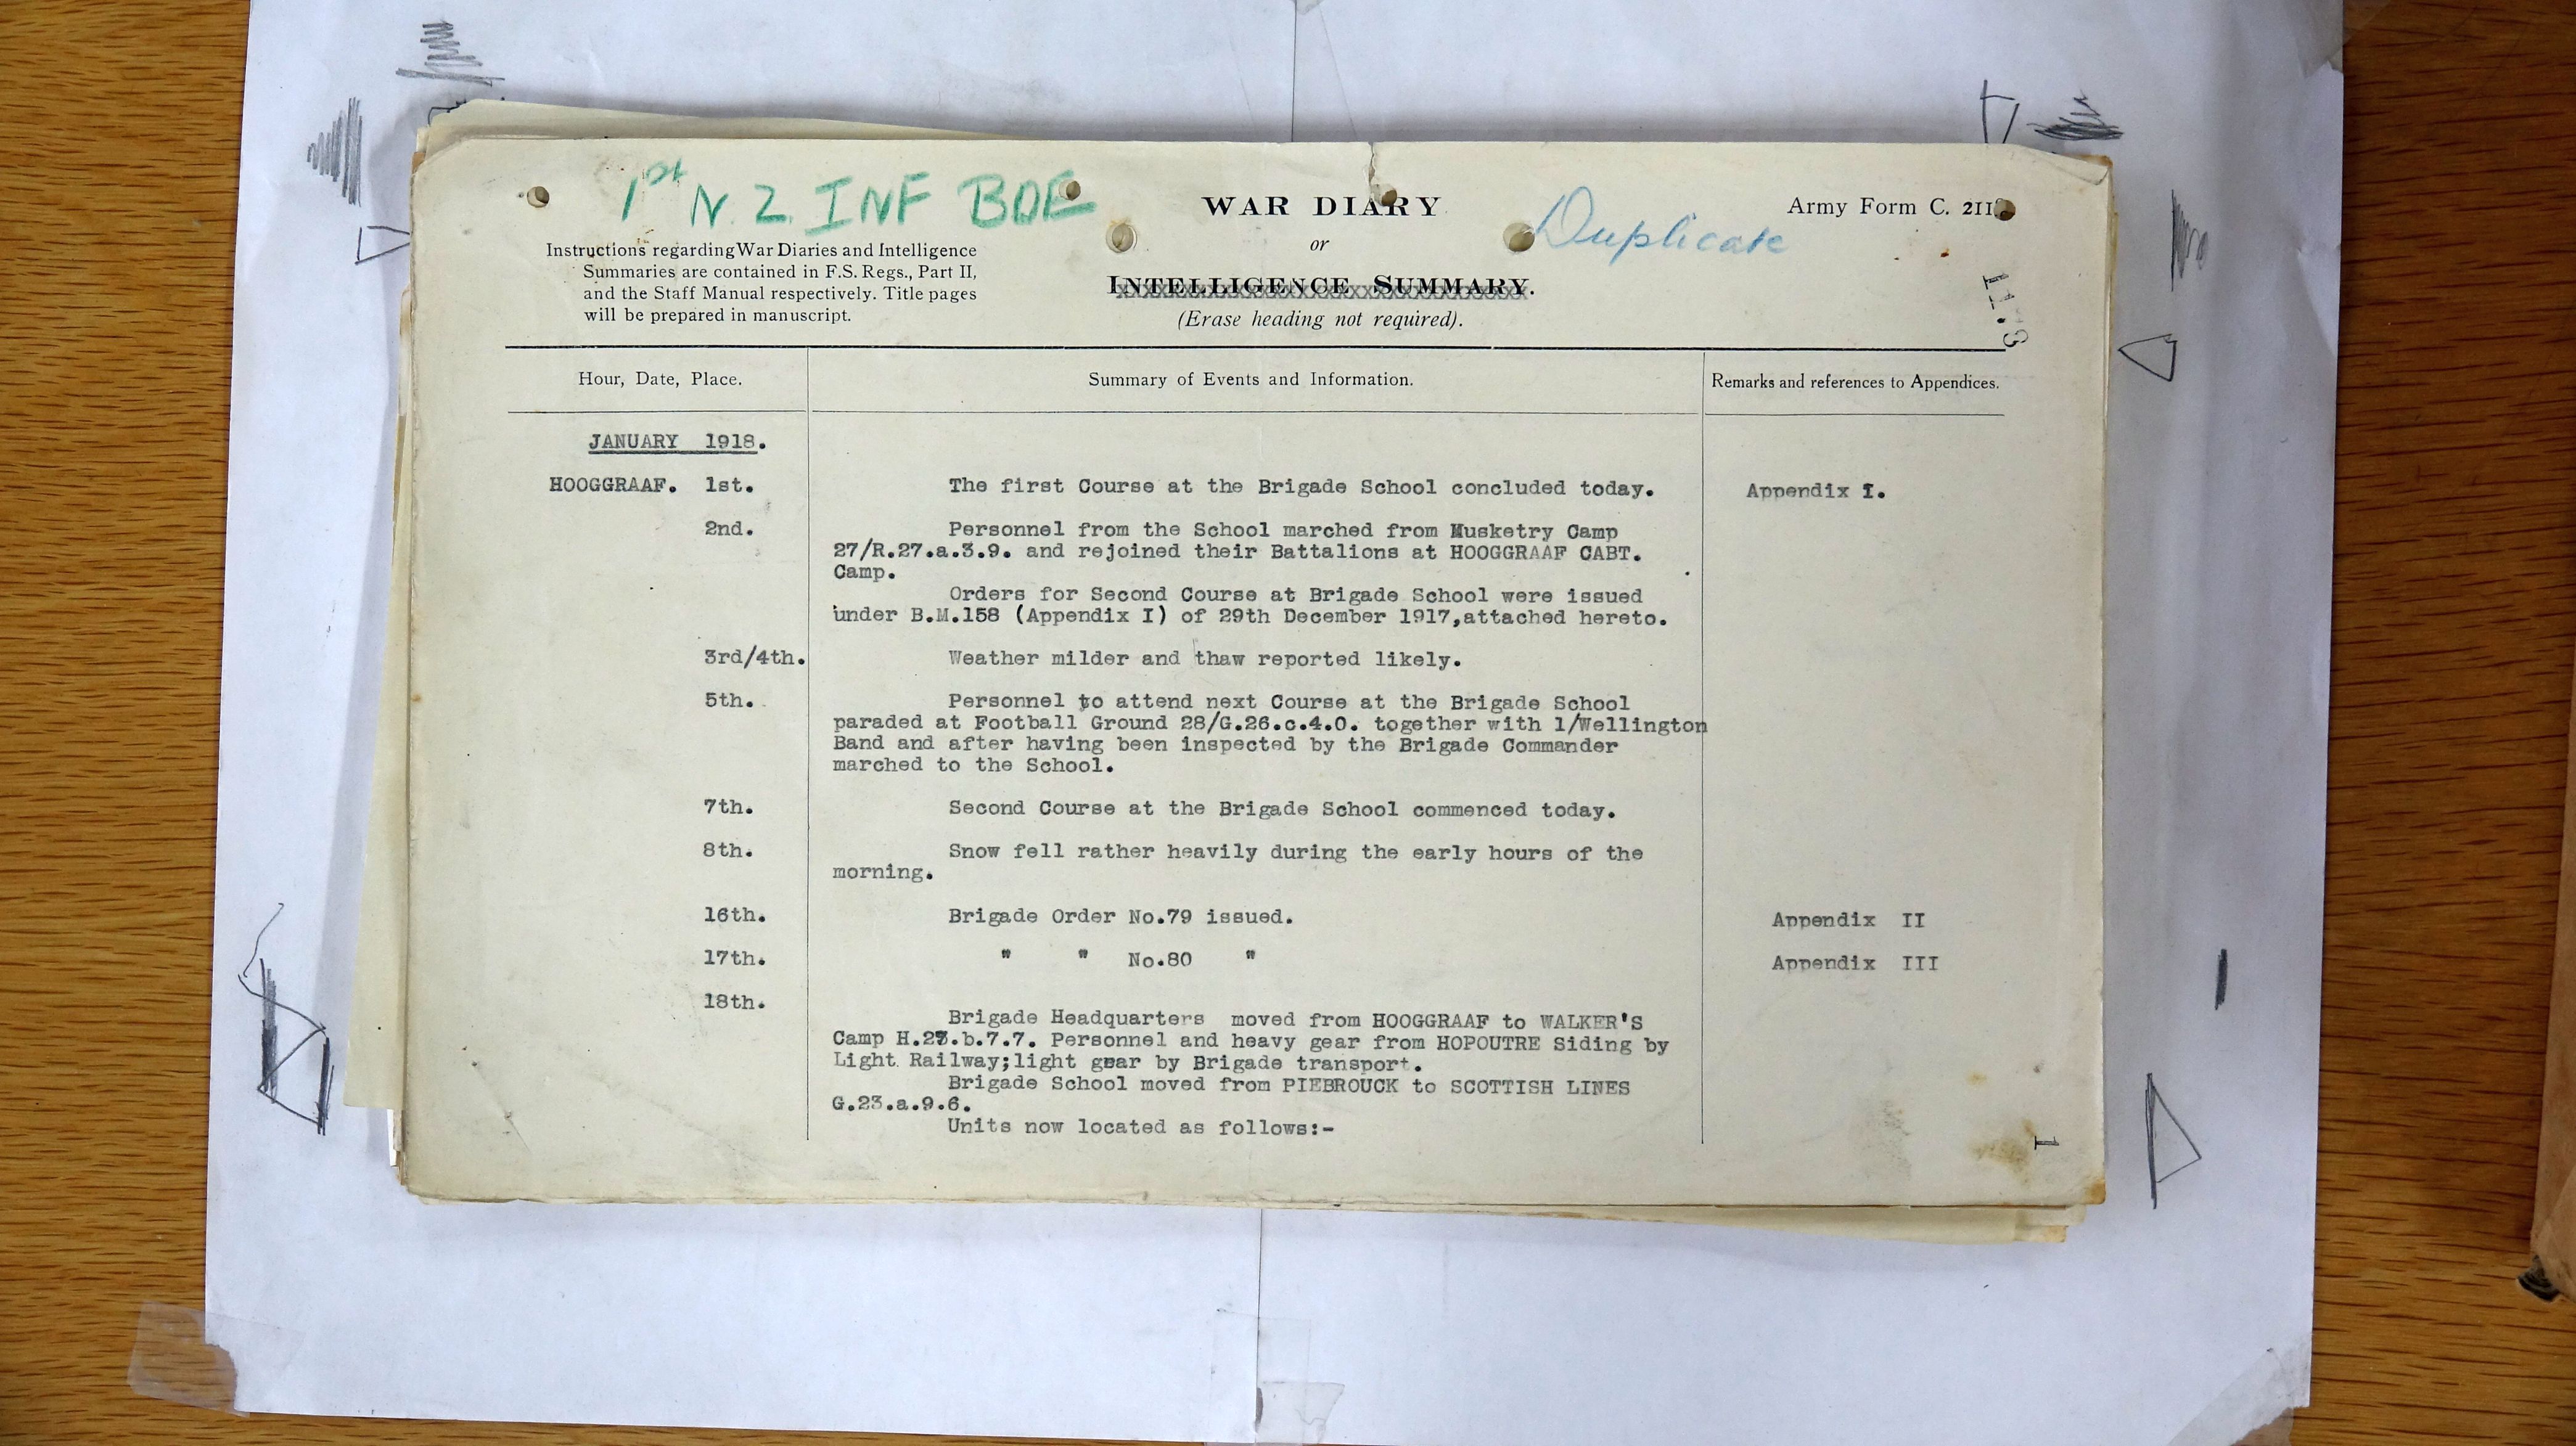 1st N.Z. INF BDE
WAR DIARY
Duplicate
Army Form C. 211
or
Instructions regarding War Diaries and Intelligence
Summaries are contained in F.S. Regs., Part II,
and the Staff Manual respectively. Title pages
will be prepared in manuscript.
INTELLIGENCE SUMMARY.
(Erase heading not required).
11.S
Hour, Date, Place.
Summary of Events and Information.
Remarks and references to Appendices.
JANUARY 1918.
HOOGGRAAF. 1st. The first Course at the Brigade School concluded today. Appendix I.
2nd. Personnel from the School marched from Musketry Camp
27/R.27.a.3.9. and rejoined their Battalions at HOOGGRAAF CABT.
Camp.
Orders for Second Course at Brigade School were issued
under B.M.158 (Appendix I) of 29th December 1917,attached hereto.
3rd/4th. Weather milder and thaw reported likely.
5th. Personnel to attend next Course at the Brigade School
paraded at Football Ground 28/G.26.c.4.0. together with 1/Wellington
Band and after having been inspected by the Brigade Commander
marched to the School.
7th. Second Course at the Brigade School commenced today.
8th. Snow fell rather heavily during the early hours of the
morning.
16th. Brigade Order No.79 issued. Appendix II
17th. " " No.80 " Appendix III
18th.
Brigade Headquarters moved from HOOGGRAAF to WALKER'S
Camp .b.7.7. Personnel and heavy gear from HOPOUTRE Siding by
Light Railway;light gear by Brigade transport.
Brigade School moved from PIEBROUCK to SCOTTISH LINES
G.23.a.9.6.
Units now located as follows:-
1